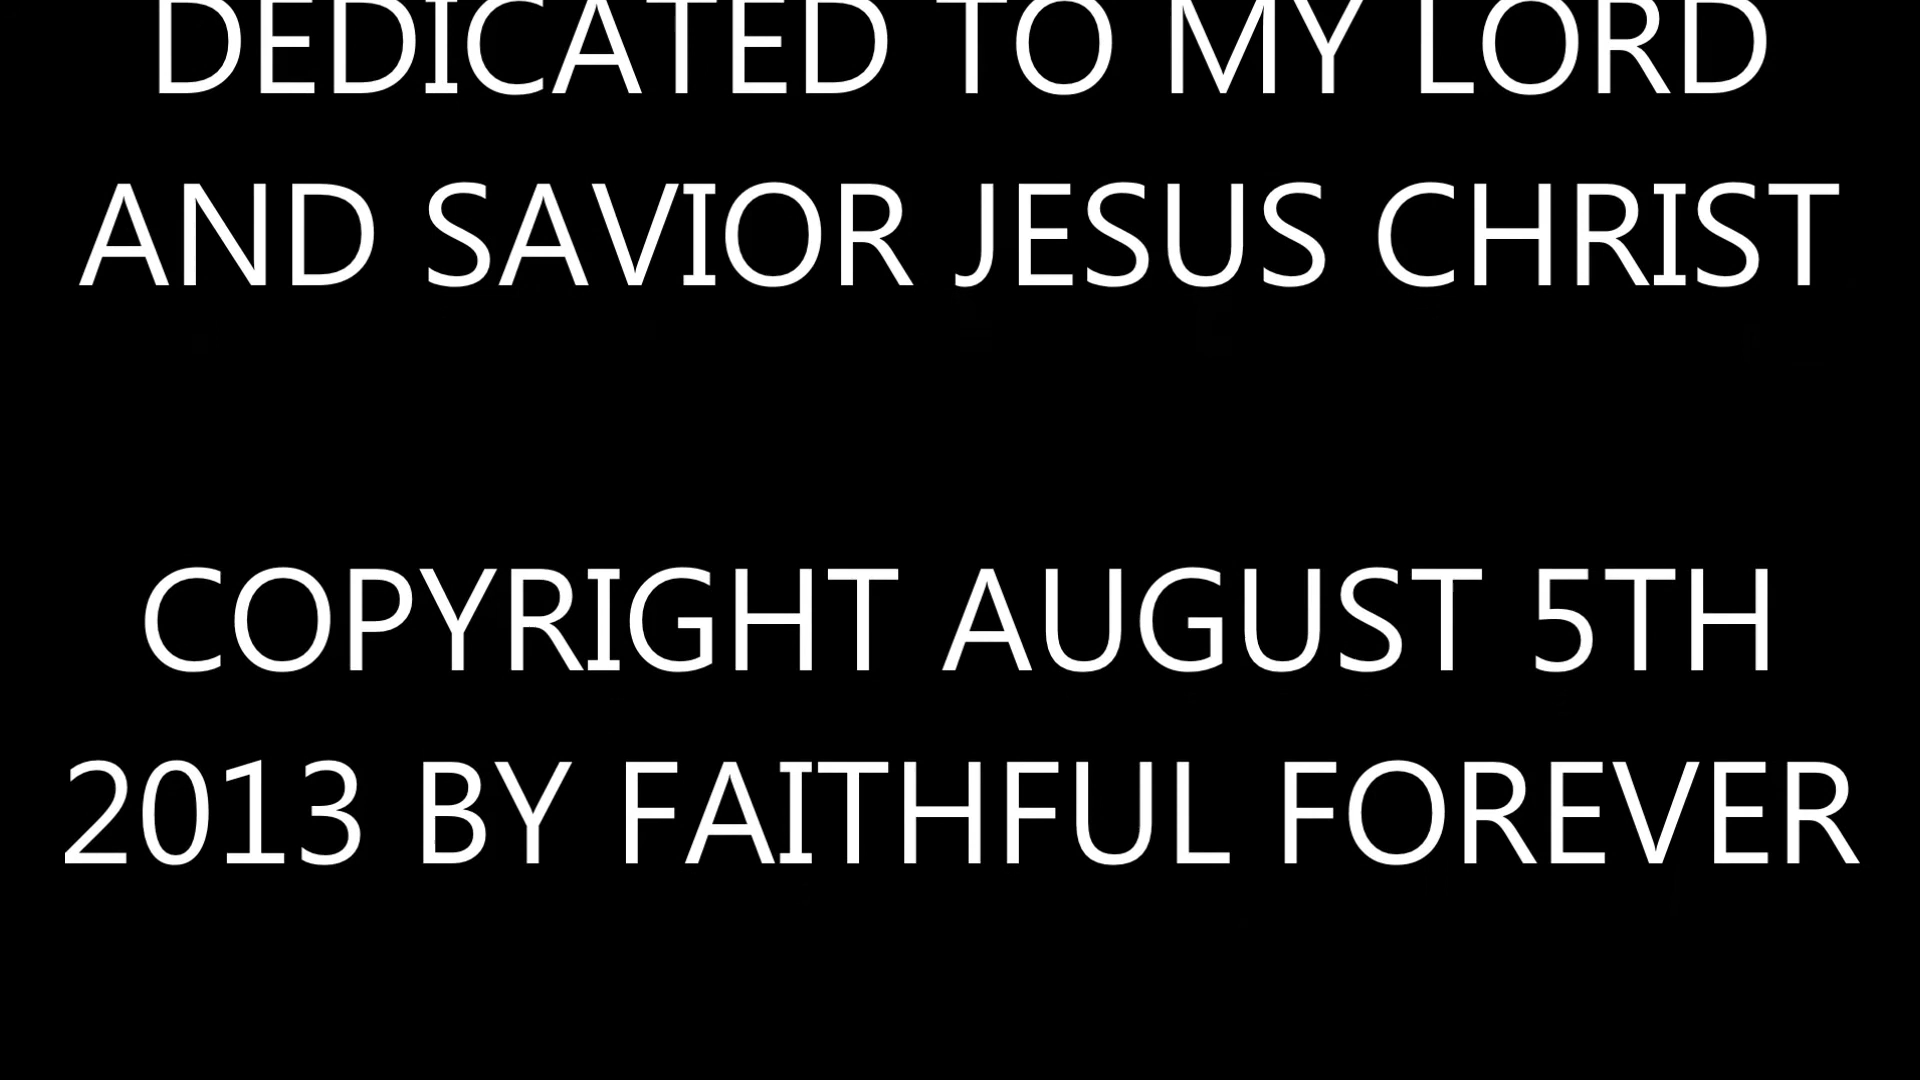 DEDICATED TO MY LORD
AND SAVIOR JESUS CHRIST
COPYRIGHT AUGUST 5TH
2013 BY FAITHFUL FOREVER